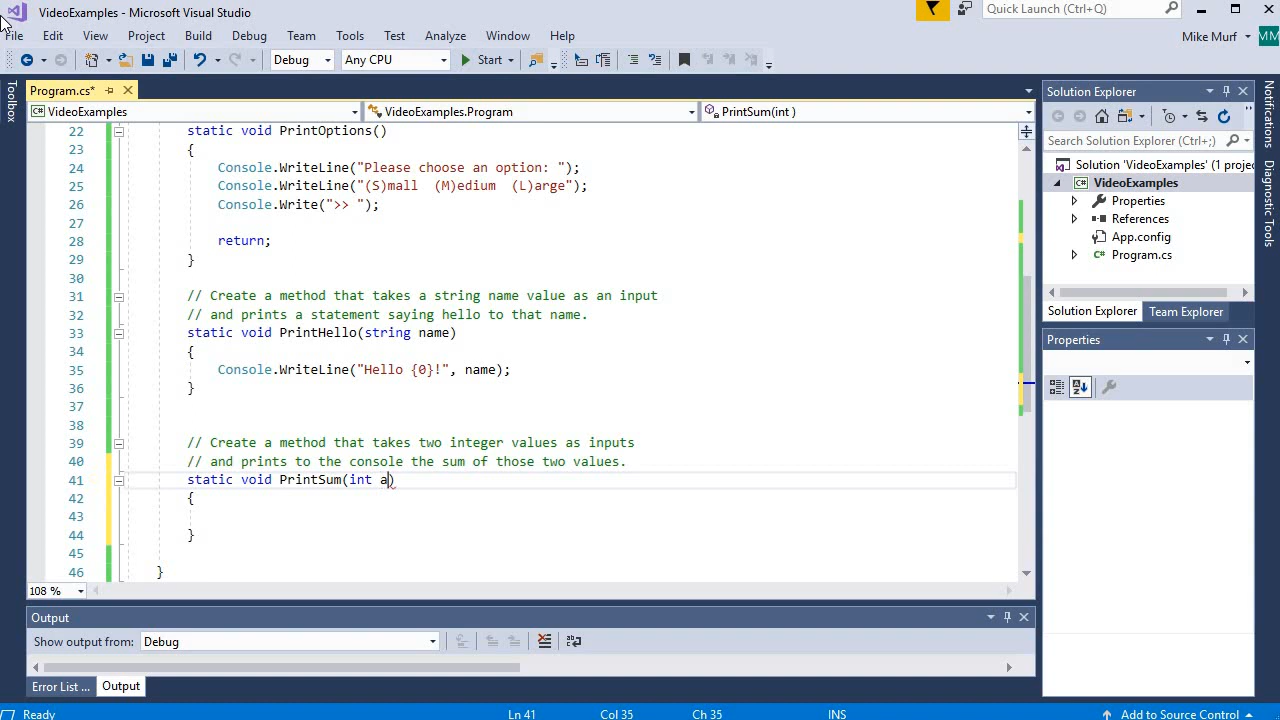 VideoExamples - Microsoft Visual Studio
Quick Launch (Ctrl+Q)
File Edit View Project Build Debug Team Tools Test Analyze Window Help
Mike Murf
MM
Debug Any CPU Start
Toolbox
Program.cs*
VideoExamples VideoExamples.Program PrintSum(int )
22 static void PrintOptions()
23 {
24 Console.WriteLine("Please choose an option: ");
25 Console.WriteLine("(S)mall  (M)edium  (L)arge");
26 Console.Write(">> ");
27
28 return;
29 }
30
31 // Create a method that takes a string name value as an input
32 // and prints a statement saying hello to that name.
33 static void PrintHello(string name)
34 {
35 Console.WriteLine("Hello {0}!", name);
36 }
37
38
39 // Create a method that takes two integer values as inputs
40 // and prints to the console the sum of those two values.
41 static void PrintSum(int a)
42 {
43
44 }
45
46 }
108 %
Output
Show output from: Debug
Error List ... Output
Solution Explorer
Search Solution Explorer (Ctrl+;)
Solution 'VideoExamples' (1 projec
VideoExamples
Properties
References
App.config
Program.cs
Solution Explorer Team Explorer
Properties
Notifications
Diagnostic Tools
Ready Ln 41 Col 35 Ch 35 INS Add to Source Control